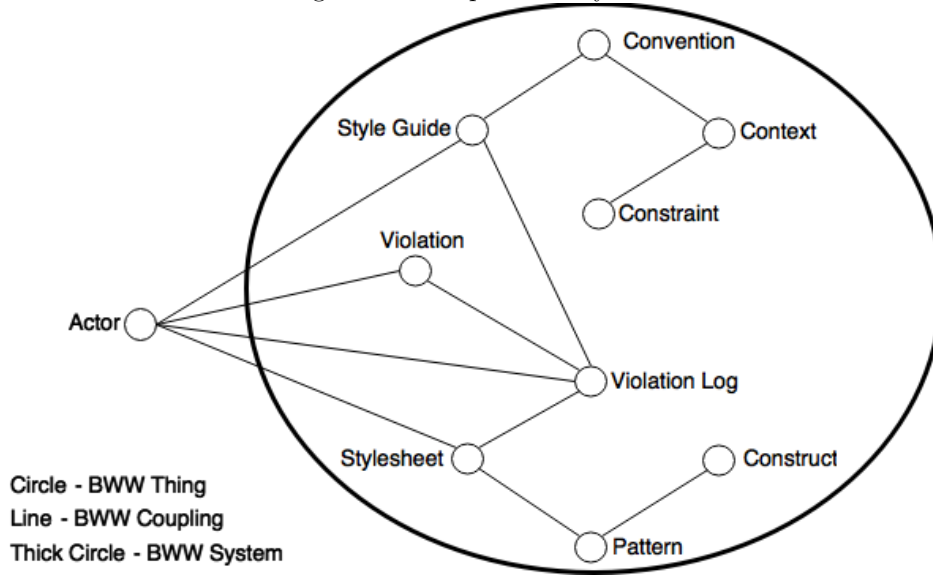 Convention
Style Guide
Context
Constraint
Violation
Actor
Violation Log
Stylesheet
Construct
Pattern
Circle - BWW Thing
Line - BWW Coupling
Thick Circle - BWW System